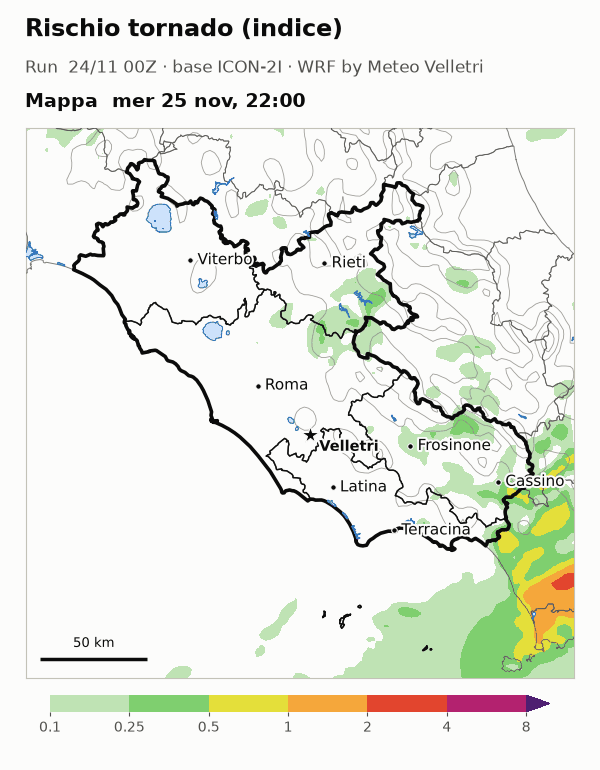 Rischio tornado (indice)
Run  24/11 00Z · base ICON-2I · WRF by Meteo Velletri
Mappa  mer 25 nov, 22:00
Viterbo
Rieti
Roma
Velletri
Frosinone
Latina
Cassino
Terracina
50 km
0.1 0.25 0.5 1 2 4 8